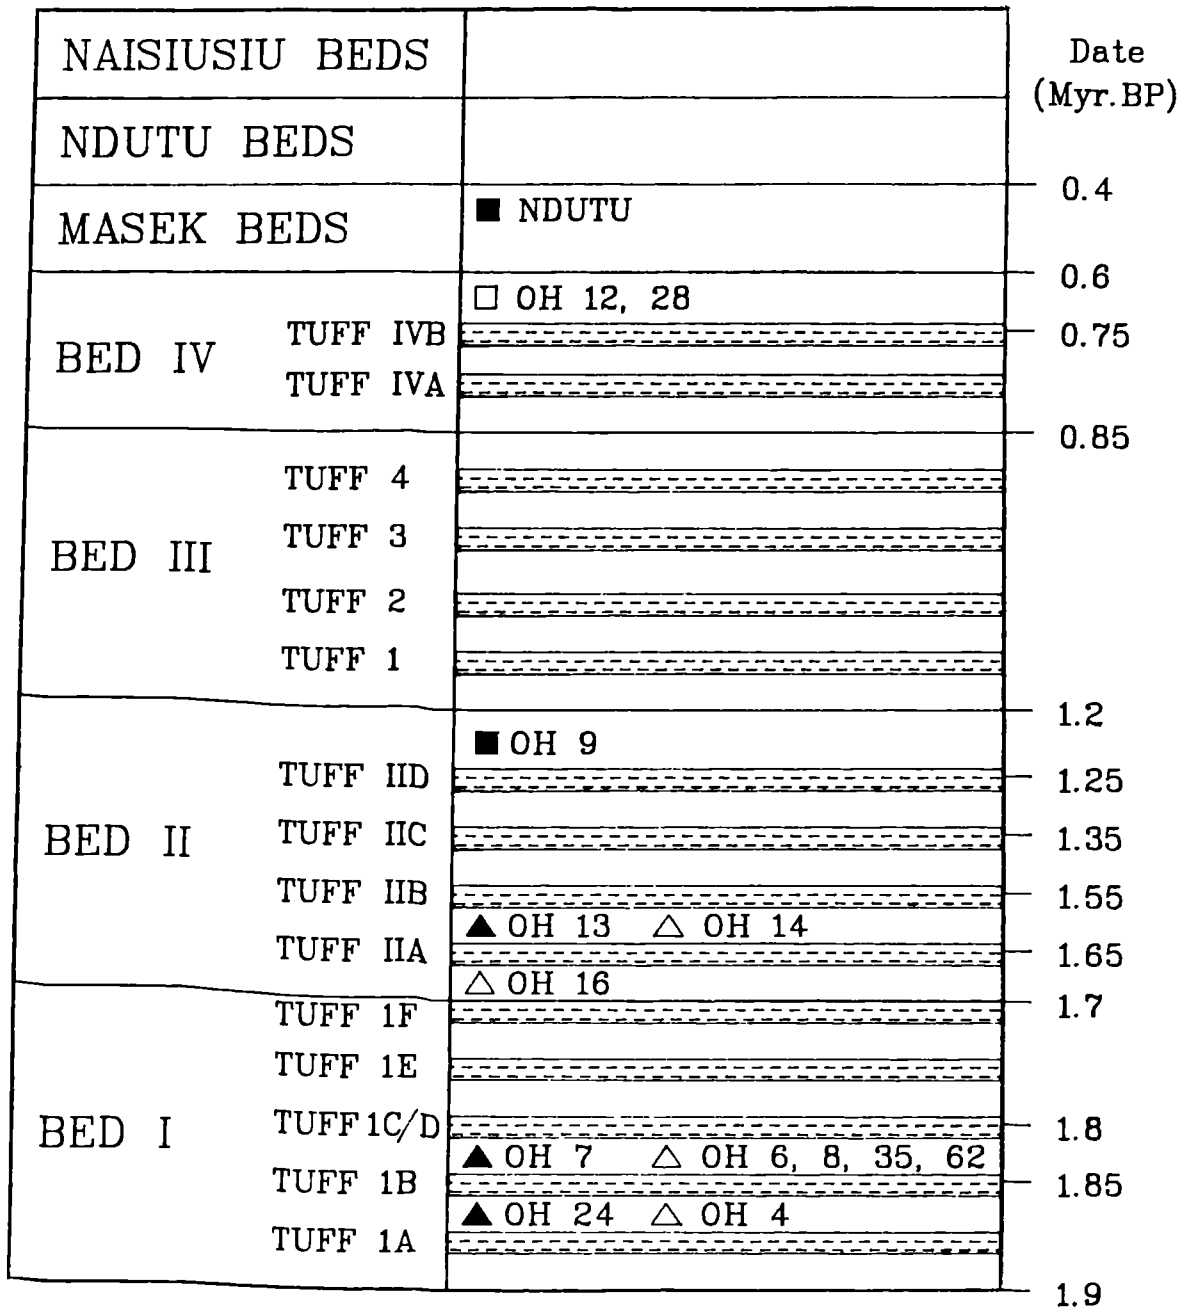 NAISIUSIU BEDS
Date
(Myr.BP)
NDUTU BEDS
0.4
MASEK BEDS
■ NDUTU
0.6
□ OH 12, 28
BED IV
TUFF IVB
0.75
TUFF IVA
0.85
TUFF 4
BED III
TUFF 3
TUFF 2
TUFF 1
1.2
■ OH 9
TUFF IID
1.25
BED II
TUFF IIC
1.35
TUFF IIB
1.55
▲ OH 13 △ OH 14
TUFF IIA
1.65
△ OH 16
1.7
TUFF 1F
TUFF 1E
BED I
TUFF 1C/D
1.8
▲ OH 7 △ OH 6, 8, 35, 62
TUFF 1B
1.85
▲ OH 24 △ OH 4
TUFF 1A
1.9